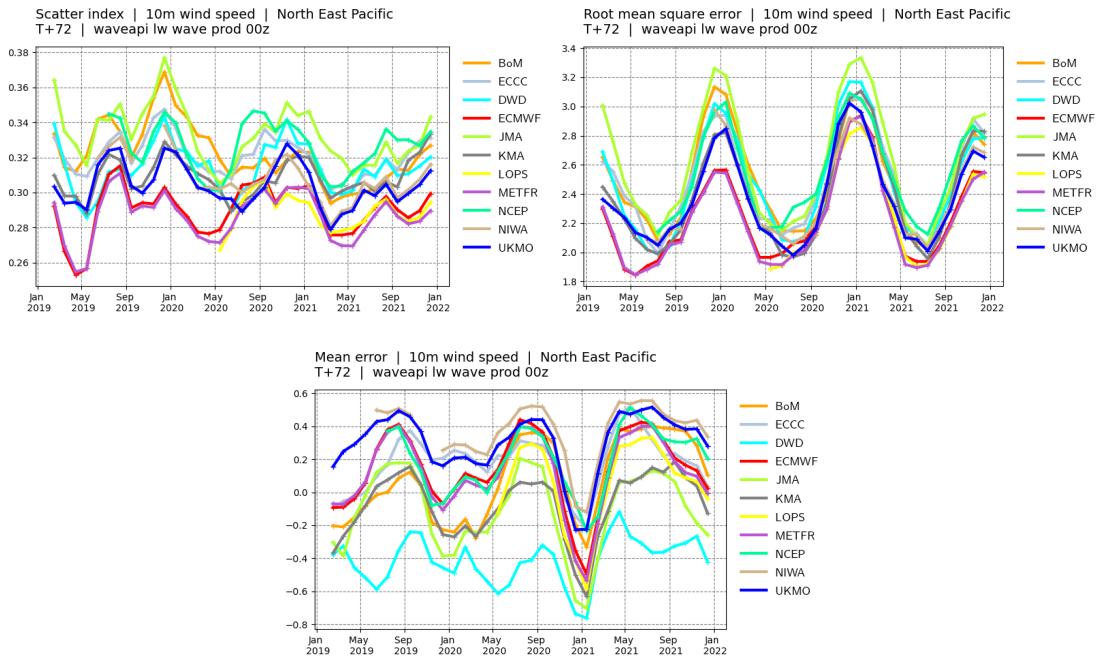 Scatter index | 10m wind speed | North East Pacific
T+72 | waveapi lw wave prod 00z
0.38
0.36
0.34
0.32
0.30
0.28
0.26
Jan 2019 May 2019 Sep 2019 Jan 2020 May 2020 Sep 2020 Jan 2021 May 2021 Sep 2021 Jan 2022
BoM
ECCC
DWD
ECMWF
JMA
KMA
LOPS
METFR
NCEP
NIWA
UKMO
Root mean square error | 10m wind speed | North East Pacific
T+72 | waveapi lw wave prod 00z
3.4
3.2
3.0
2.8
2.6
2.4
2.2
2.0
1.8
Jan 2019 May 2019 Sep 2019 Jan 2020 May 2020 Sep 2020 Jan 2021 May 2021 Sep 2021 Jan 2022
BoM
ECCC
DWD
ECMWF
JMA
KMA
LOPS
METFR
NCEP
NIWA
UKMO
Mean error | 10m wind speed | North East Pacific
T+72 | waveapi lw wave prod 00z
0.6
0.4
0.2
0.0
−0.2
−0.4
−0.6
−0.8
Jan 2019 May 2019 Sep 2019 Jan 2020 May 2020 Sep 2020 Jan 2021 May 2021 Sep 2021 Jan 2022
BoM
ECCC
DWD
ECMWF
JMA
KMA
LOPS
METFR
NCEP
NIWA
UKMO